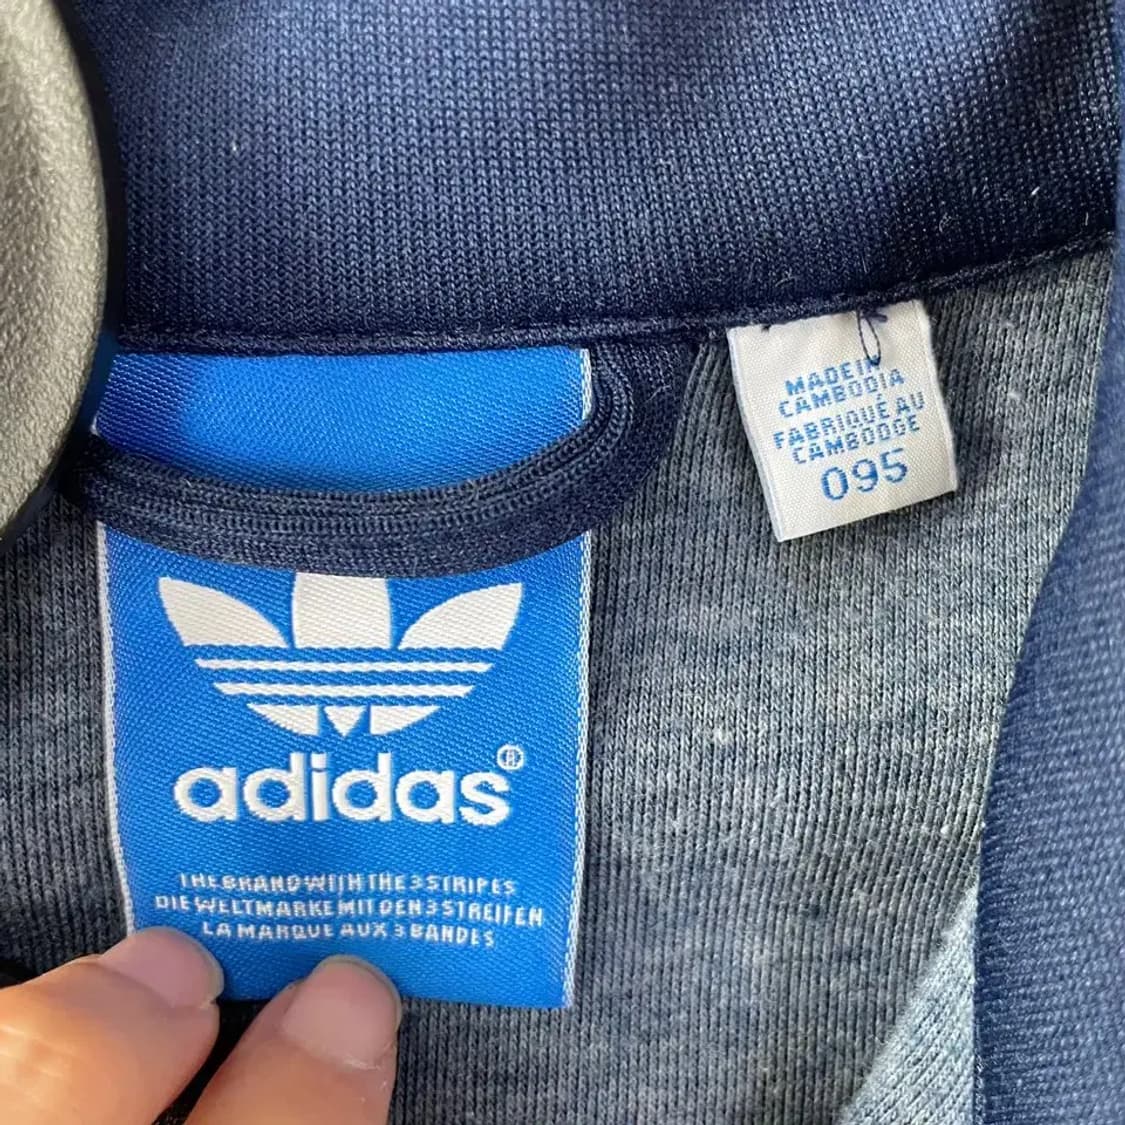 MADE IN
CAMBODIA
FABRIQUÉ AU
CAMBODGE
095
adidas®
THE BRAND WITH THE 3 STRIPES
DIE WELTMARKE MIT DEN 3 STREIFEN
LA MARQUE AUX 3 BANDES